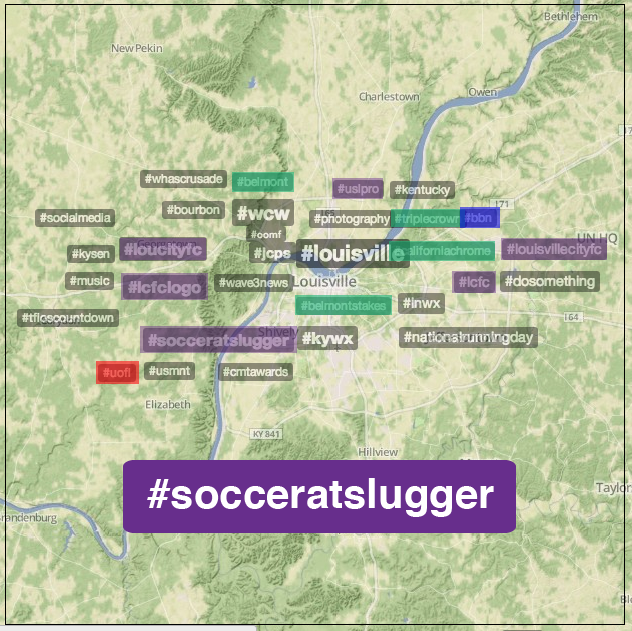 Bethlehem
New Pekin
Owen
Charlestown
#whascrusade
#belmont
#uslpro
#kentucky
171
#bourbon
#wcw
#socialmedia
#photography
#triplecrown
#bbn
#oomf
#loucityfc
#kysen
#jcps
#louisville
#californiachrome
#louisvillecityfc
#music
#lcfclogo
#wave3news
Louisville
#lcfc
#dosomething
#belmontstakes
#inwx
#tfioscountdown
I 64
Shively
#socceratslugger
#kywx
#nationalrunningday
#uofl
#usmnt
#cmtawards
Elizabeth
KY 841
Hillview
#socceratslugger
Taylor
randenburg